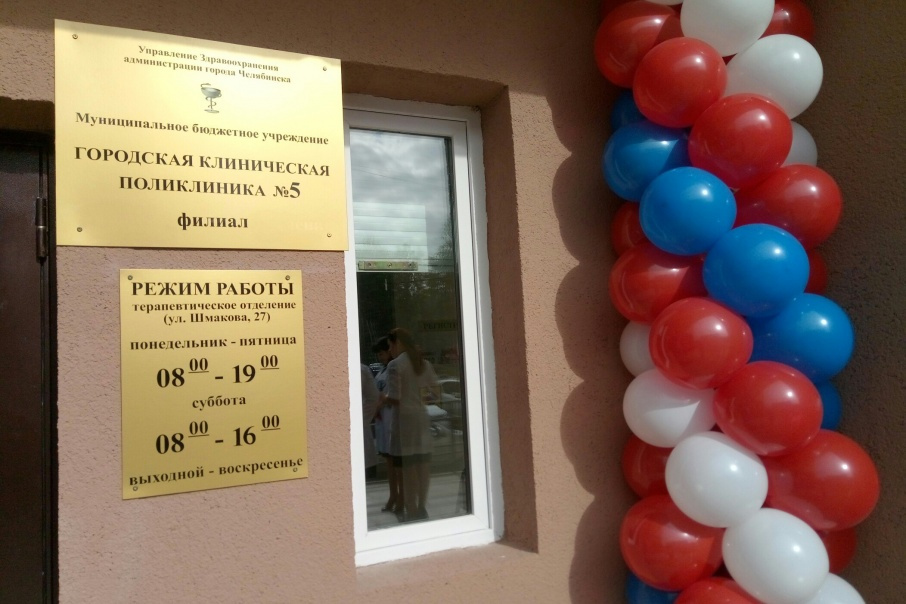 Управление Здравоохранения
администрации города Челябинска
Муниципальное бюджетное учреждение
ГОРОДСКАЯ КЛИНИЧЕСКАЯ
ПОЛИКЛИНИКА №5
филиал
РЕЖИМ РАБОТЫ
терапевтическое отделение
(ул. Шмакова, 27)
понедельник - пятница
08 00 - 19 00
суббота
08 00 - 16 00
выходной - воскресенье